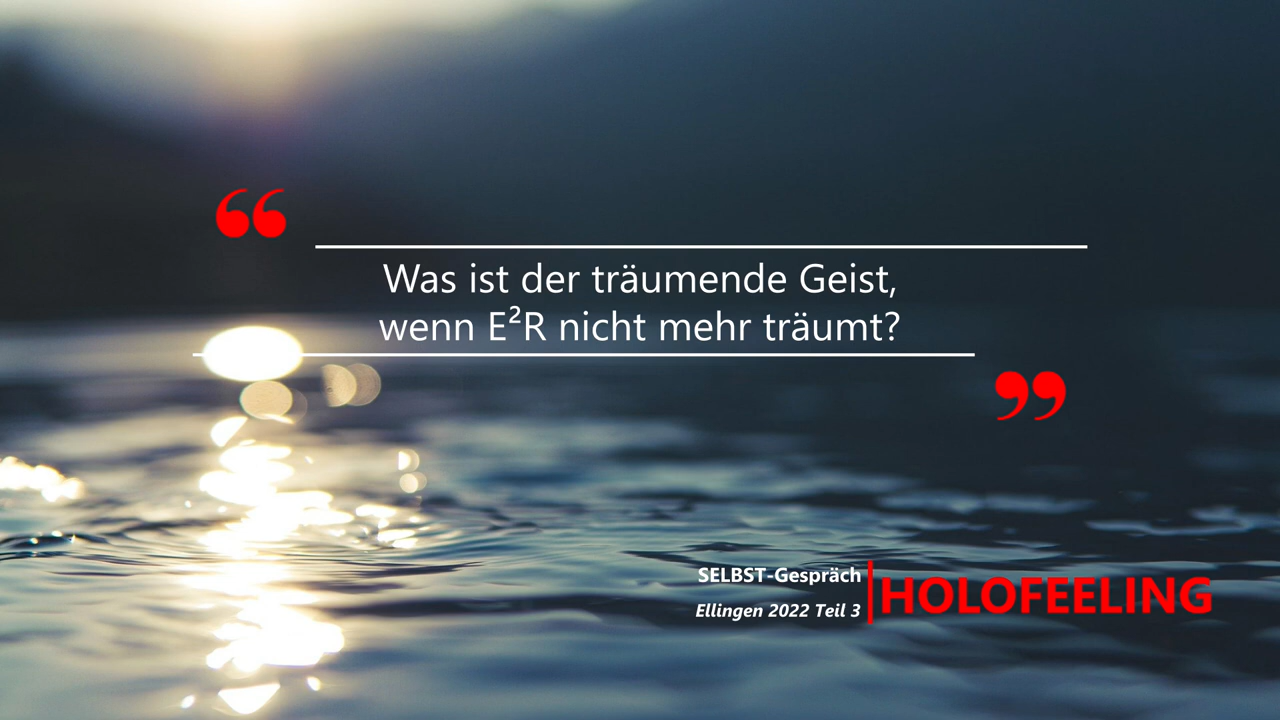 “
Was ist der träumende Geist,
wenn E²R nicht mehr träumt?
”
SELBST-Gespräch
Ellingen 2022 Teil 3
HOLOFEELING